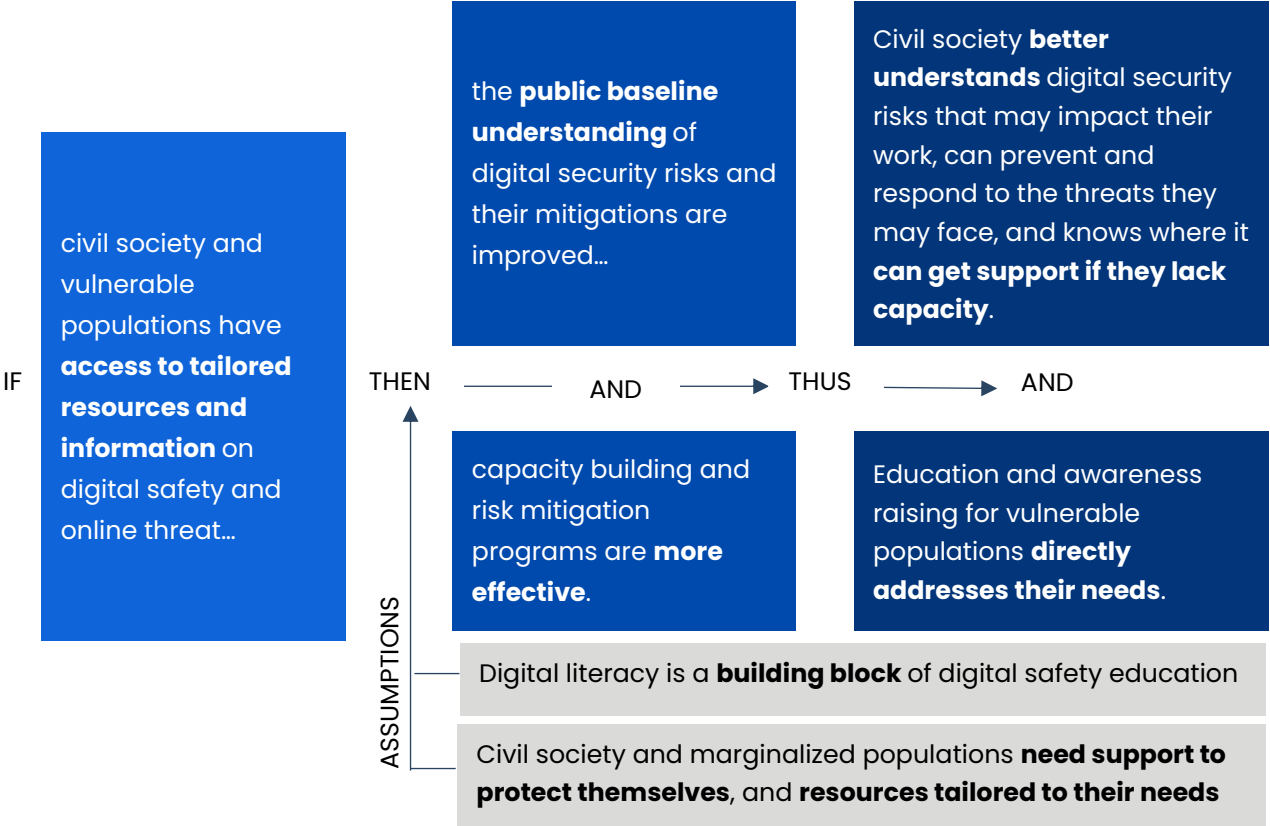 IF
civil society and
vulnerable
populations have
access to tailored
resources and
information on
digital safety and
online threat...
THEN
the public baseline
understanding of
digital security risks and
their mitigations are
improved...
AND
capacity building and
risk mitigation
programs are more
effective.
THUS
Civil society better
understands digital security
risks that may impact their
work, can prevent and
respond to the threats they
may face, and knows where it
can get support if they lack
capacity.
AND
Education and awareness
raising for vulnerable
populations directly
addresses their needs.
ASSUMPTIONS
Digital literacy is a building block of digital safety education
Civil society and marginalized populations need support to
protect themselves, and resources tailored to their needs